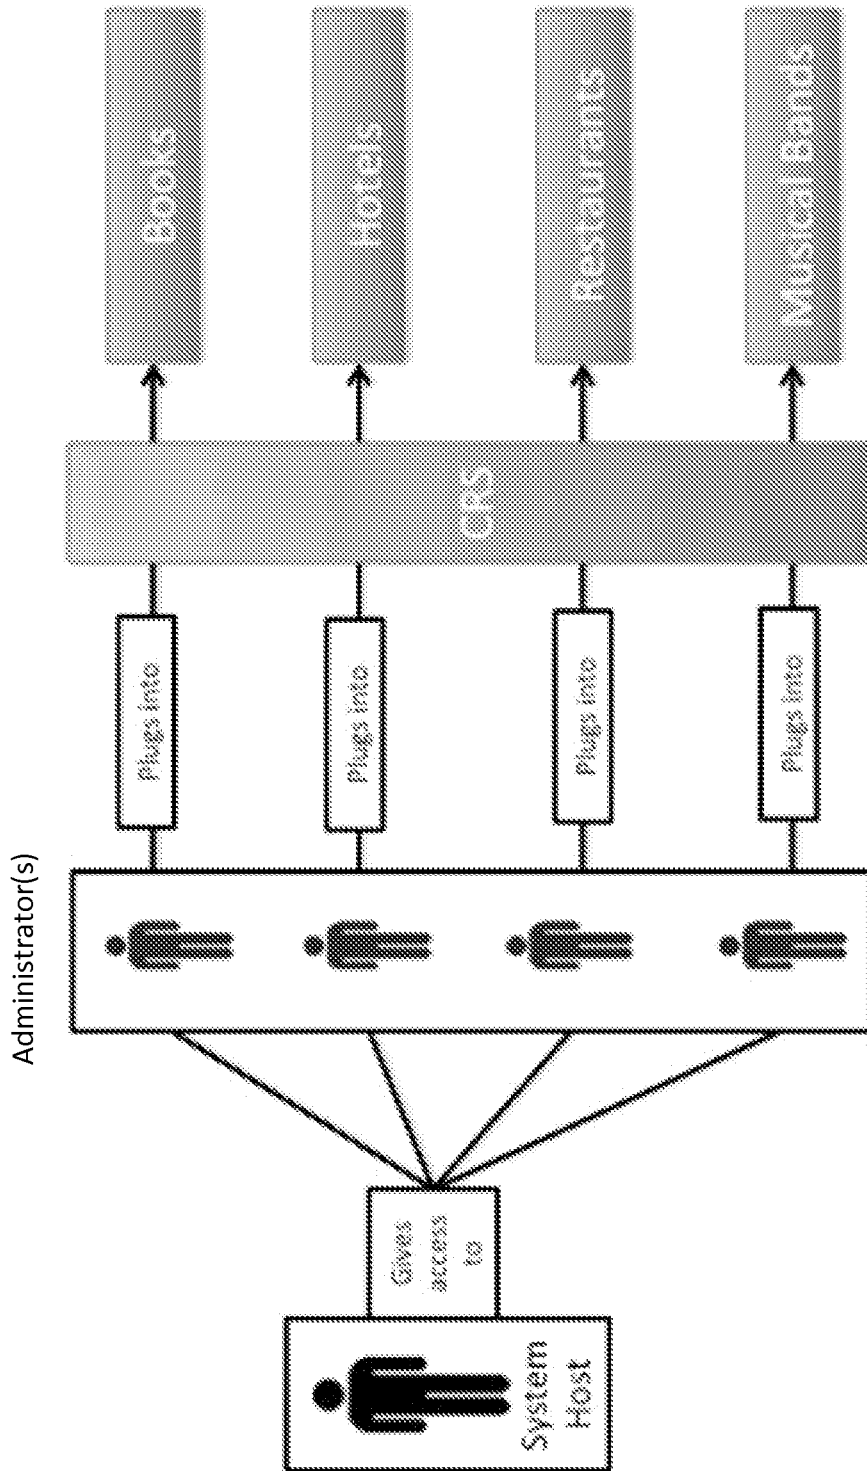 Administrator(s)
System
Host
Gives
access
to
Plugs into
Plugs into
Plugs into
Plugs into
CRS
Books
Hotels
Restaurants
Musical Bands